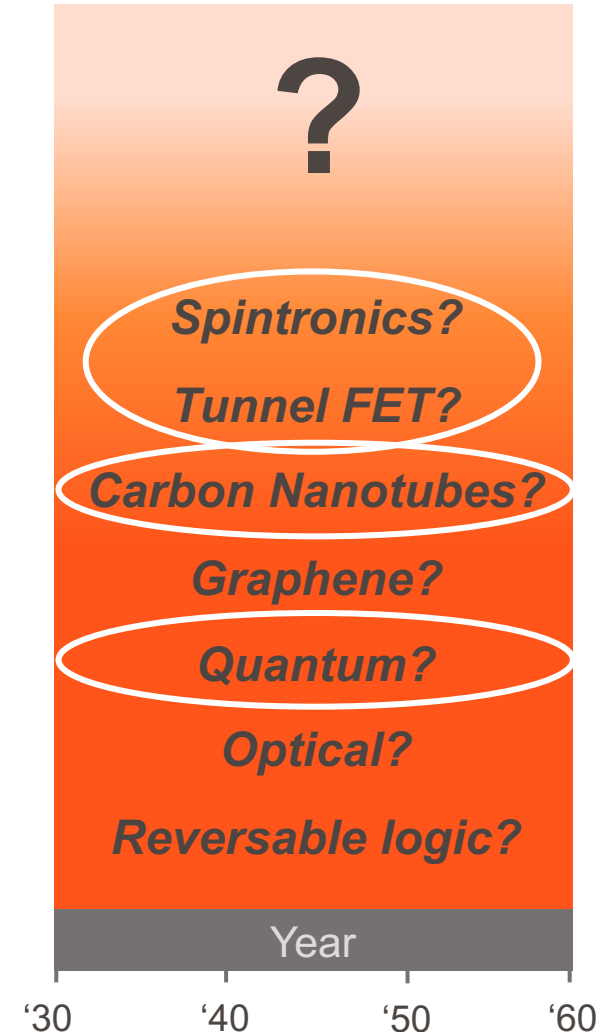 ?
Spintronics?
Tunnel FET?
Carbon Nanotubes?
Graphene?
Quantum?
Optical?
Reversable logic?
Year
‘30 ‘40 ‘50 ‘60